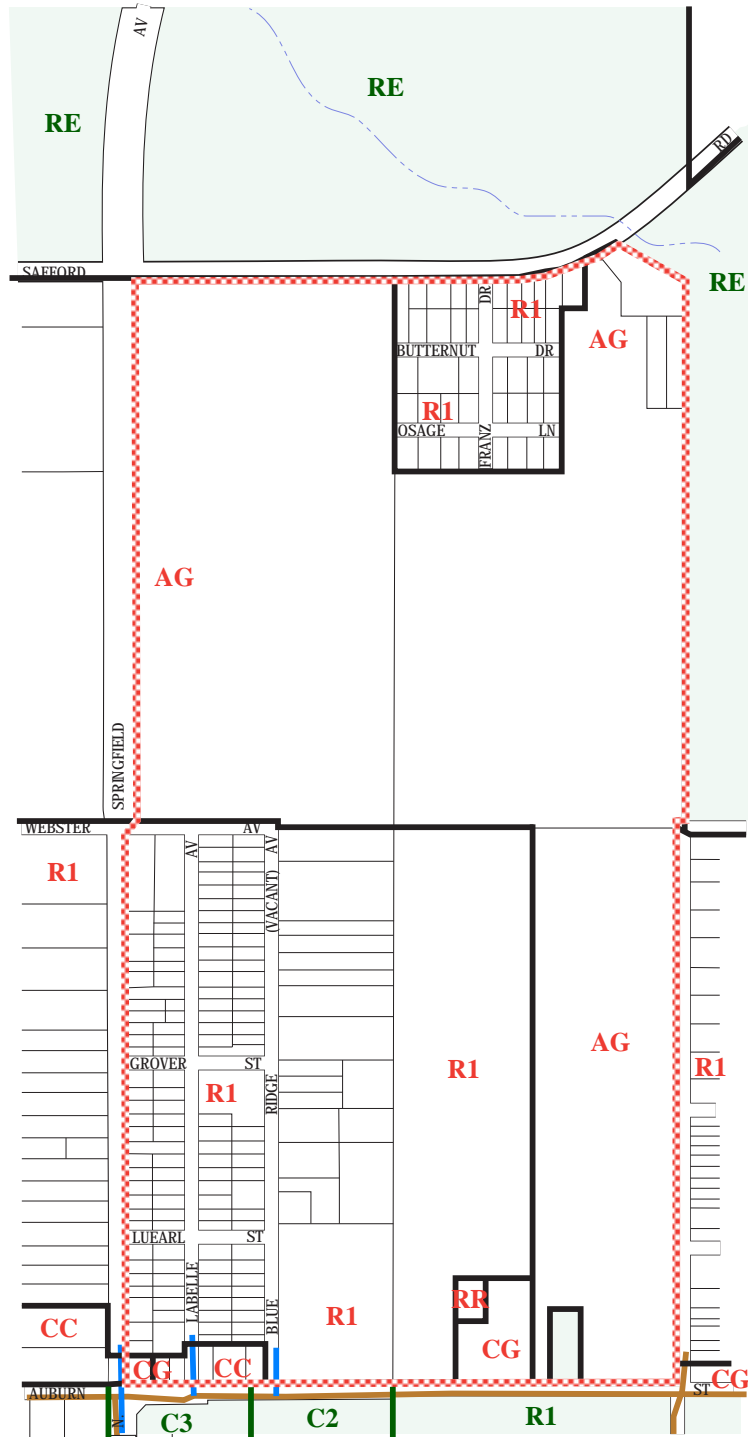 AV
RE
RE
RD
SAFFORD
RE
DR
R1
AG
BUTTERNUT DR
R1
OSAGE LN
FRANZ
AG
SPRINGFIELD
WEBSTER AV
AV
AV
R1
(VACANT)
AG
GROVER ST
R1
R1
R1
RIDGE
LUEARL ST
LABELLE
BLUE
RR
R1
CC
CG
CG
CC
CG
AUBURN ST
N.
C3
C2
R1